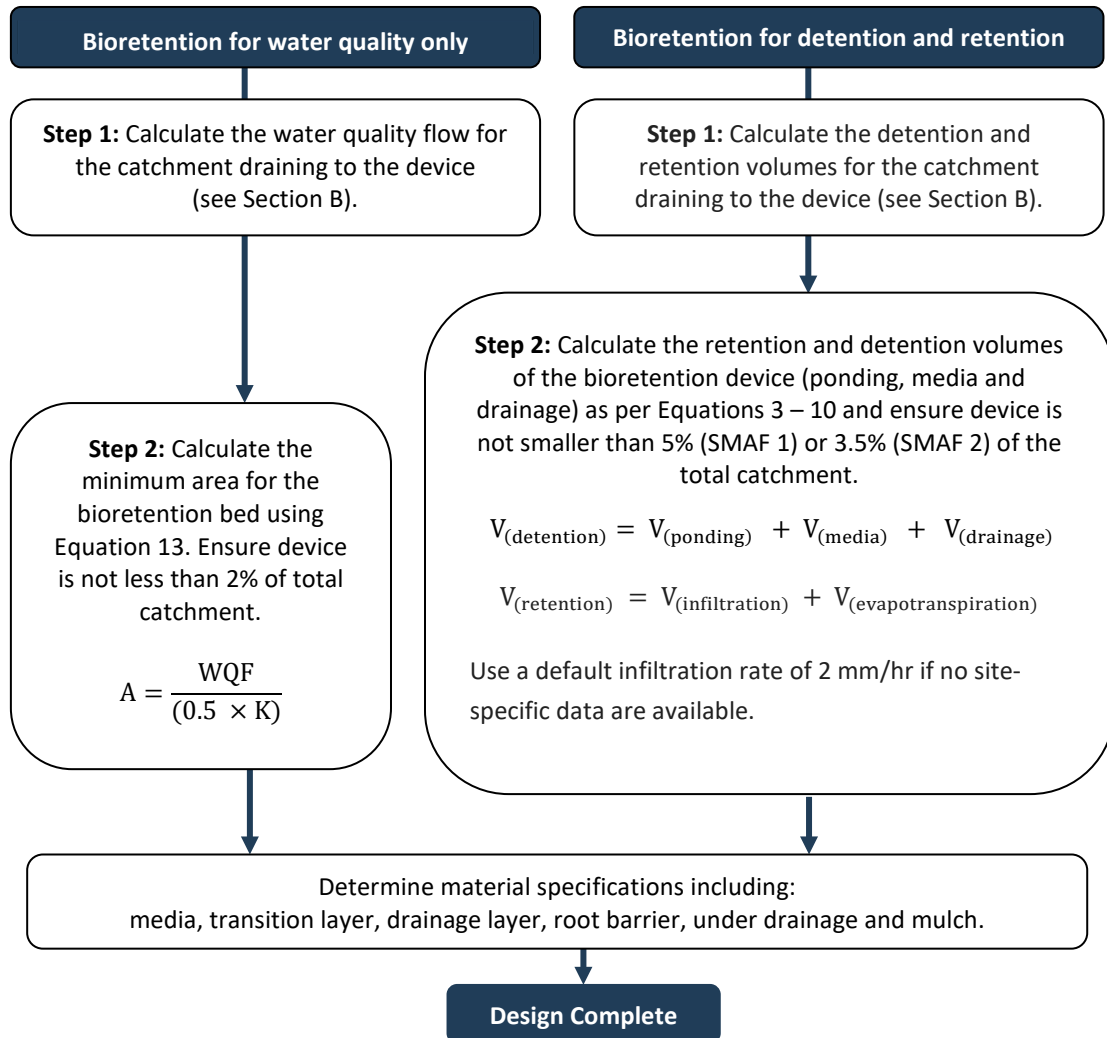 Bioretention for water quality only
Step 1: Calculate the water quality flow for
the catchment draining to the device
(see Section B).
Step 2: Calculate the
minimum area for the
bioretention bed using
Equation 13. Ensure device
is not less than 2% of total
catchment.
A = WQF / (0.5 × K)
Bioretention for detention and retention
Step 1: Calculate the detention and
retention volumes for the catchment
draining to the device (see Section B).
Step 2: Calculate the retention and detention volumes
of the bioretention device (ponding, media and
drainage) as per Equations 3 – 10 and ensure device is
not smaller than 5% (SMAF 1) or 3.5% (SMAF 2) of the
total catchment.
V(detention) = V(ponding) + V(media) + V(drainage)
V(retention) = V(infiltration) + V(evapotranspiration)
Use a default infiltration rate of 2 mm/hr if no site-
specific data are available.
Determine material specifications including:
media, transition layer, drainage layer, root barrier, under drainage and mulch.
Design Complete